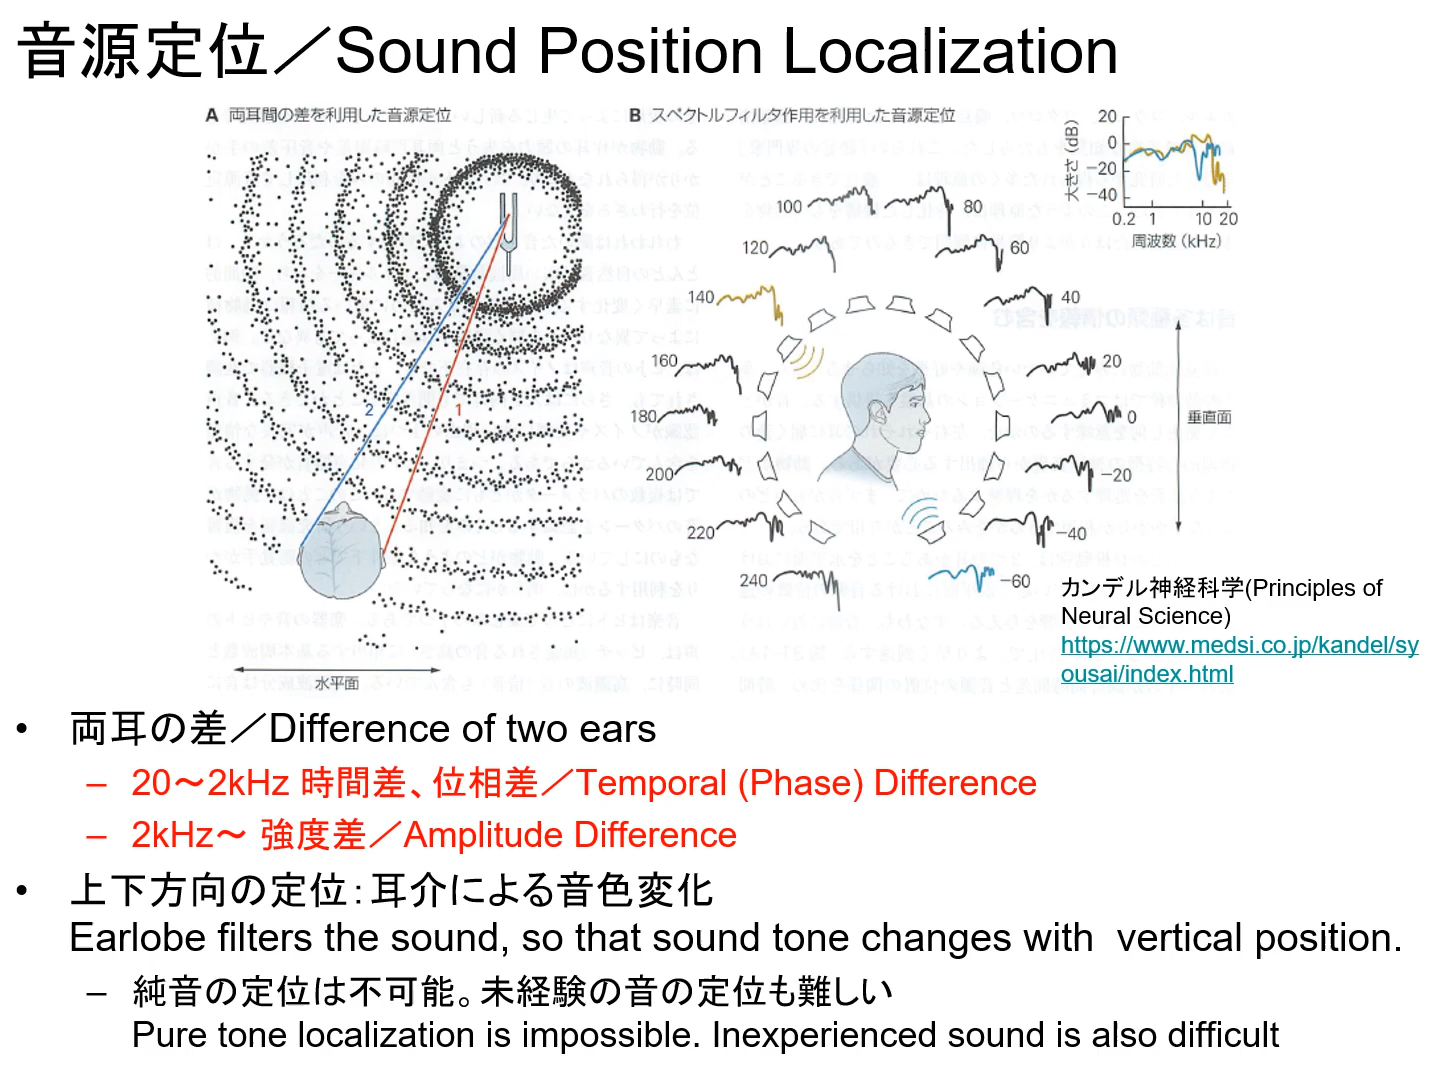 音源定位／Sound Position Localization
A 両耳間の差を利用した音源定位
B スペクトルフィルタ作用を利用した音源定位
大きさ (dB)
20
0
−20
−40
0.2 1 10 20
周波数 (kHz)
100
80
120
60
140
40
160
20
180
0
垂直面
200
−20
220
−40
240
−60
2
1
水平面
カンデル神経科学(Principles of
Neural Science)
https://www.medsi.co.jp/kandel/sy
ousai/index.html
• 両耳の差／Difference of two ears
– 20～2kHz 時間差、位相差／Temporal (Phase) Difference
– 2kHz～ 強度差／Amplitude Difference
• 上下方向の定位：耳介による音色変化
Earlobe filters the sound, so that sound tone changes with vertical position.
– 純音の定位は不可能。未経験の音の定位も難しい
Pure tone localization is impossible. Inexperienced sound is also difficult